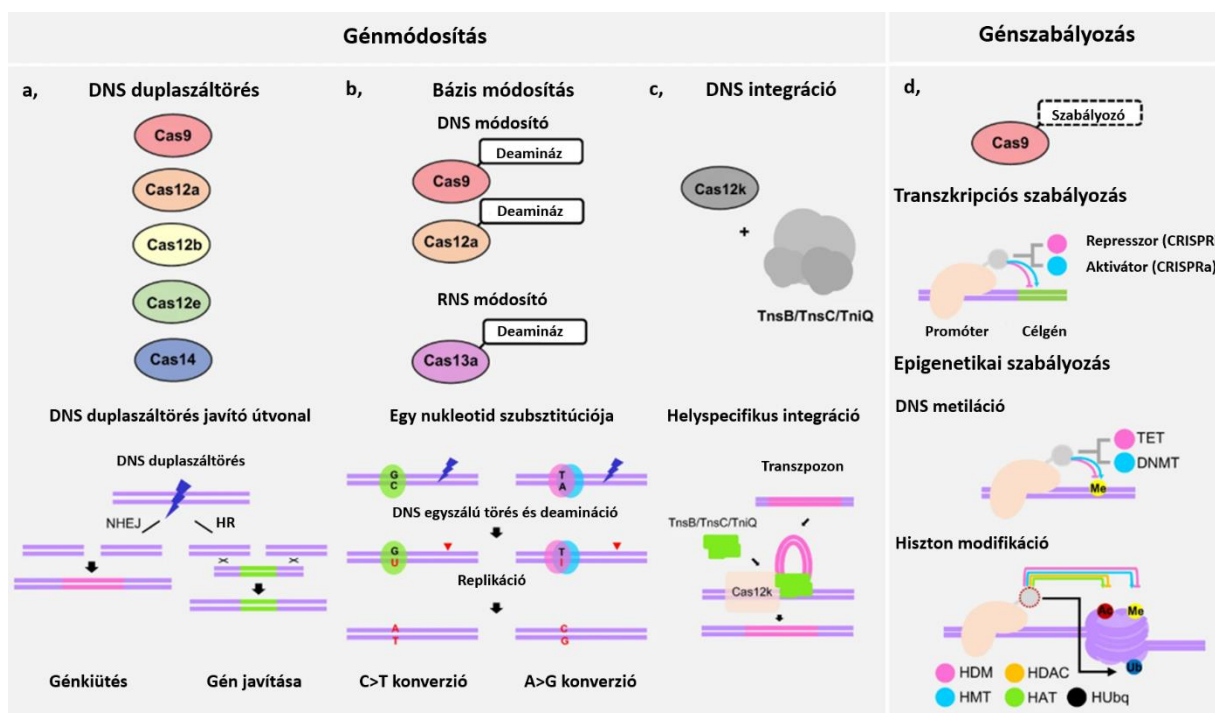 Génmódosítás
Génszabályozás
a,
DNS duplaszáltörés
Cas9
Cas12a
Cas12b
Cas12e
Cas14
DNS duplaszáltörés javító útvonal
DNS duplaszáltörés
NHEJ
HR
Génkiütés
Gén javítása
b,
Bázis módosítás
DNS módosító
Deamináz
Cas9
Deamináz
Cas12a
RNS módosító
Deamináz
Cas13a
Egy nukleotid szubsztitúciója
G
C
T
A
DNS egyszálú törés és deamináció
G
U
T
I
Replikáció
A
T
C
G
C>T konverzió
A>G konverzió
c,
DNS integráció
Cas12k
+
TnsB/TnsC/TniQ
Helyspecifikus integráció
Transzpozon
TnsB/TnsC/TniQ
Cas12k
d,
Szabályozó
Cas9
Transzkripciós szabályozás
Represszor (CRISPR
Aktivátor (CRISPRa)
Promóter
Célgén
Epigenetikai szabályozás
DNS metiláció
TET
DNMT
Me
Hiszton modifikáció
Ac
Me
Ub
HDM
HDAC
HMT
HAT
HUbq